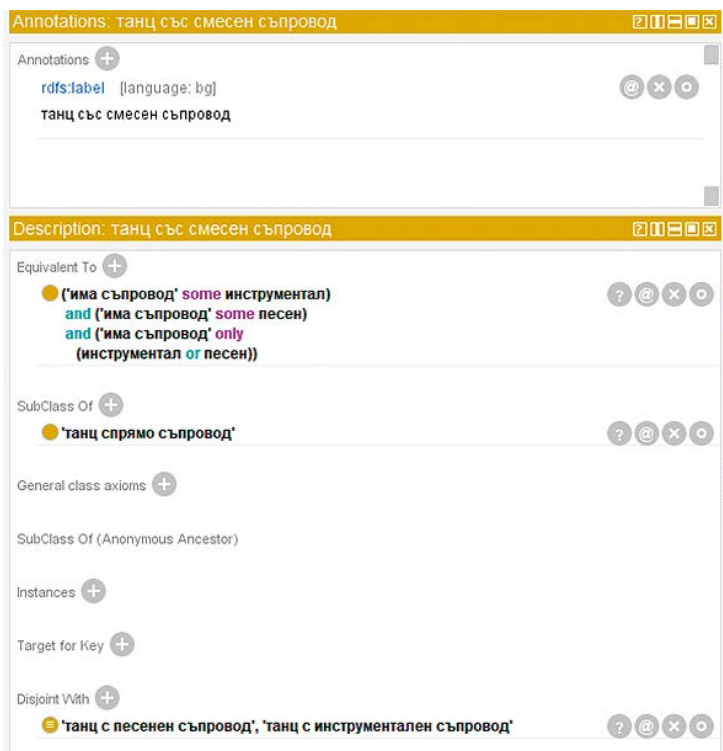 Annotations: танц със смесен съпровод
Annotations
rdfs:label [language: bg]
танц със смесен съпровод
Description: танц със смесен съпровод
Equivalent To
('има съпровод' some инструментал)
and ('има съпровод' some песен)
and ('има съпровод' only
(инструментал or песен))
SubClass Of
'танц спрямо съпровод'
General class axioms
SubClass Of (Anonymous Ancestor)
Instances
Target for Key
Disjoint With
'танц с песенен съпровод', 'танц с инструментален съпровод'